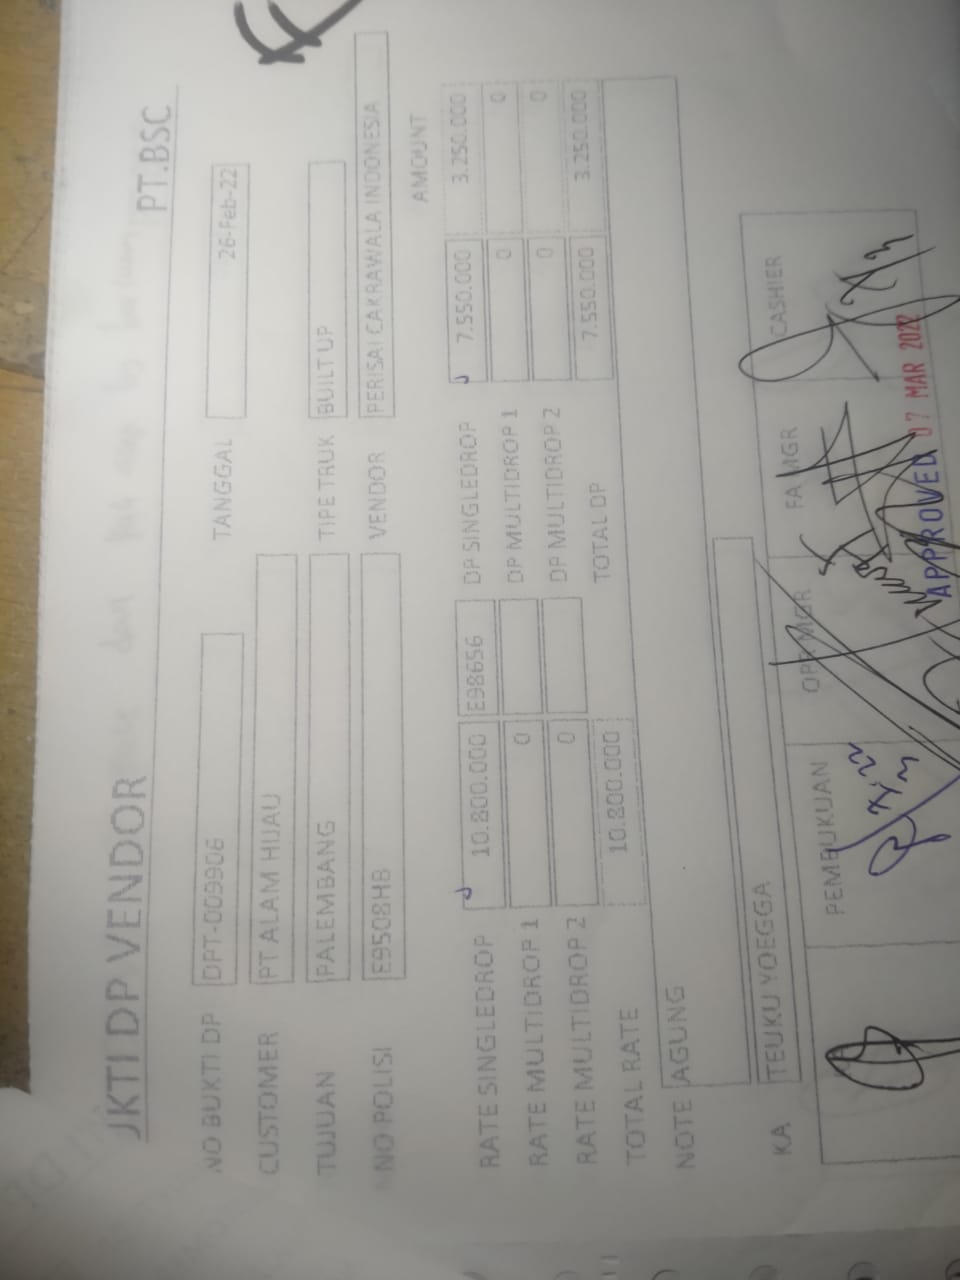 JKTI DP VENDOR PT.BSC
NO BUKTI DP DPT-009906 TANGGAL 26-Feb-22
CUSTOMER PT ALAM HIJAU
TUJUAN PALEMBANG TIPE TRUK BUILT UP
NO POLISI E9508HB VENDOR PERISAI CAKRAWALA INDONESIA
AMOUNT
RATE SINGLEDROP 10.800.000 E98656 DP SINGLEDROP 7.550.000 3.250.000
RATE MULTIDROP 1 0 DP MULTIDROP 1 0 0
RATE MULTIDROP 2 0 DP MULTIDROP 2 0 0
TOTAL RATE 10.800.000 TOTAL DP 7.550.000 3.250.000
NOTE AGUNG
KA TEUKU YOEGGA
PEMBUKUAN OPR MGR FA MGR CASHIER
APPROVED 07 MAR 2022